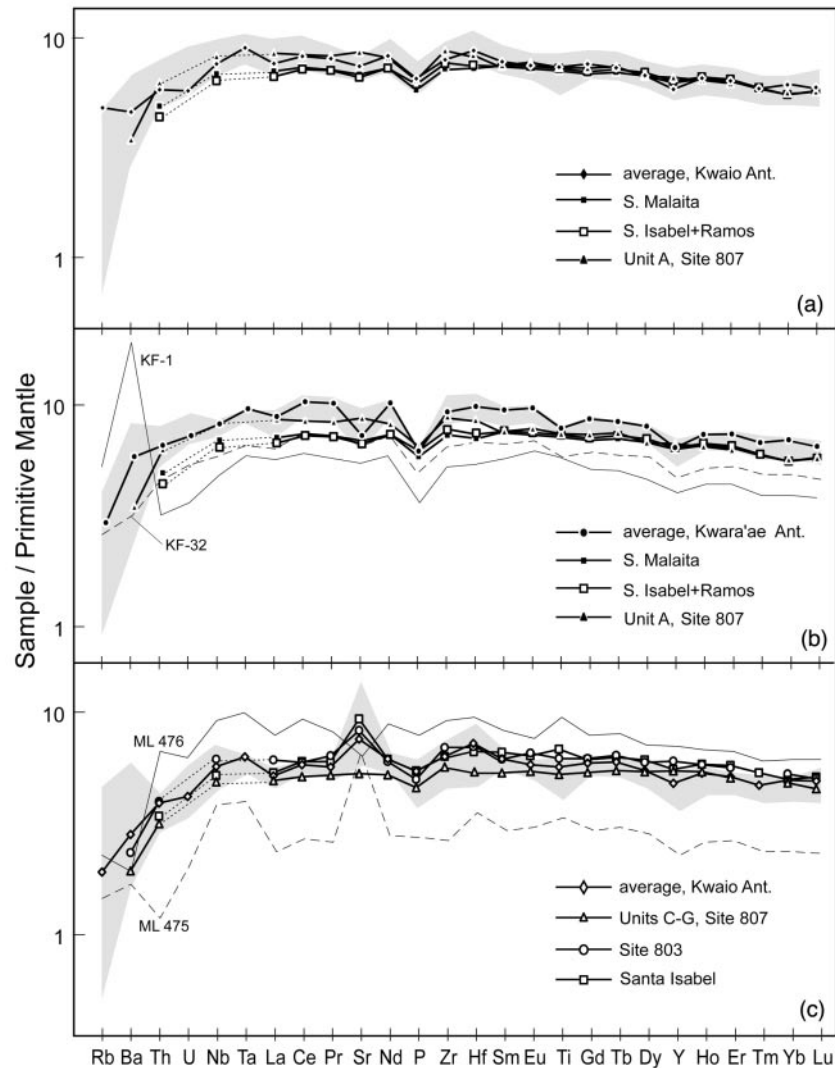 10
1
average, Kwaio Ant.
S. Malaita
S. Isabel+Ramos
Unit A, Site 807
(a)
Sample / Primitive Mantle
10
1
KF-1
KF-32
average, Kwara'ae Ant.
S. Malaita
S. Isabel+Ramos
Unit A, Site 807
(b)
10
1
ML 476
ML 475
average, Kwaio Ant.
Units C-G, Site 807
Site 803
Santa Isabel
(c)
Rb Ba Th U Nb Ta La Ce Pr Sr Nd P Zr Hf Sm Eu Ti Gd Tb Dy Y Ho Er Tm Yb Lu